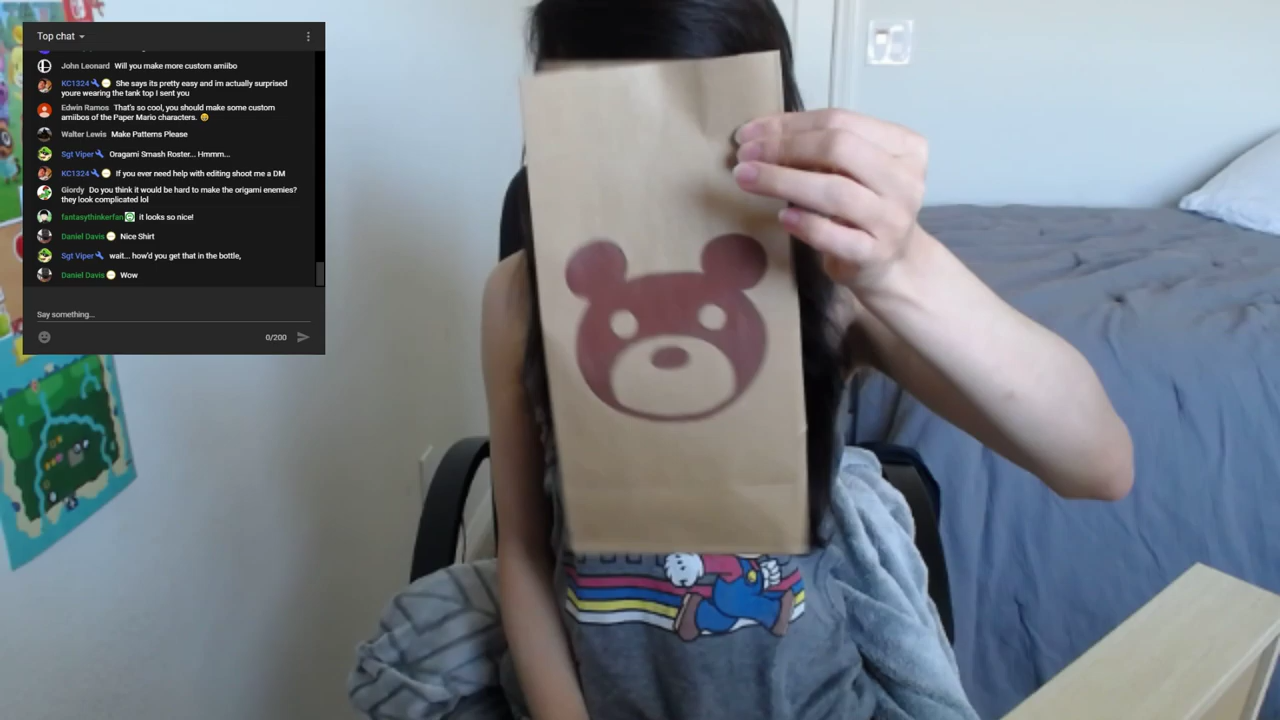 Top chat
John Leonard Will you make more custom amiibo
KC1324 She says its pretty easy and im actually surprised
youre wearing the tank top I sent you
Edwin Ramos That's so cool, you should make some custom
amiibos of the Paper Mario characters.
Walter Lewis Make Patterns Please
Sgt Viper Oragami Smash Roster... Hmmm...
KC1324 If you ever need help with editing shoot me a DM
Giordy Do you think it would be hard to make the origami enemies?
they look complicated lol
fantasythinkerfan it looks so nice!
Daniel Davis Nice Shirt
Sgt Viper wait... how'd you get that in the bottle,
Daniel Davis Wow
Say something...
0/200